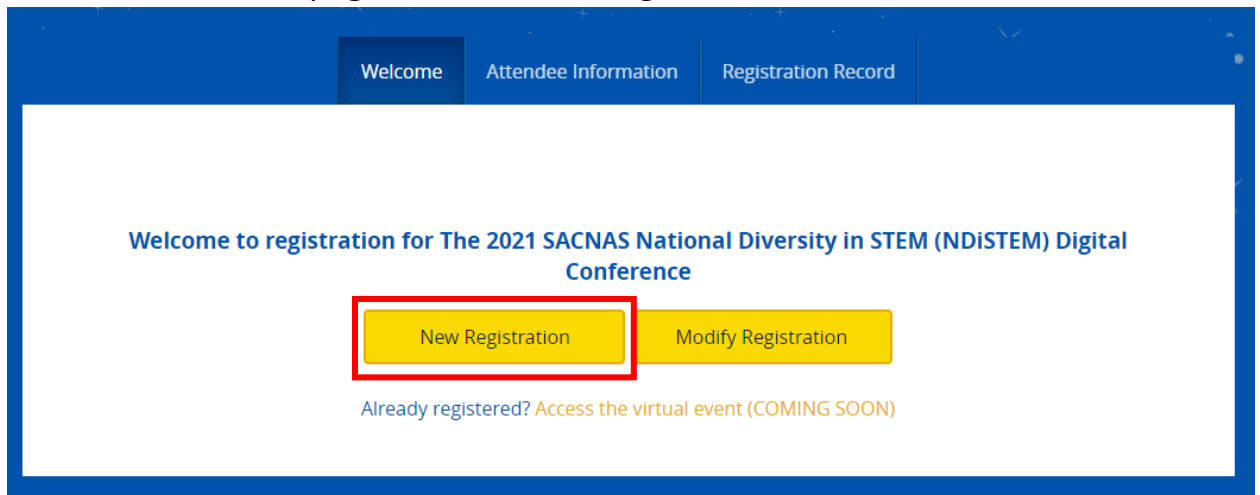 Welcome Attendee Information Registration Record
Welcome to registration for The 2021 SACNAS National Diversity in STEM (NDiSTEM) Digital
Conference
New Registration Modify Registration
Already registered? Access the virtual event (COMING SOON)